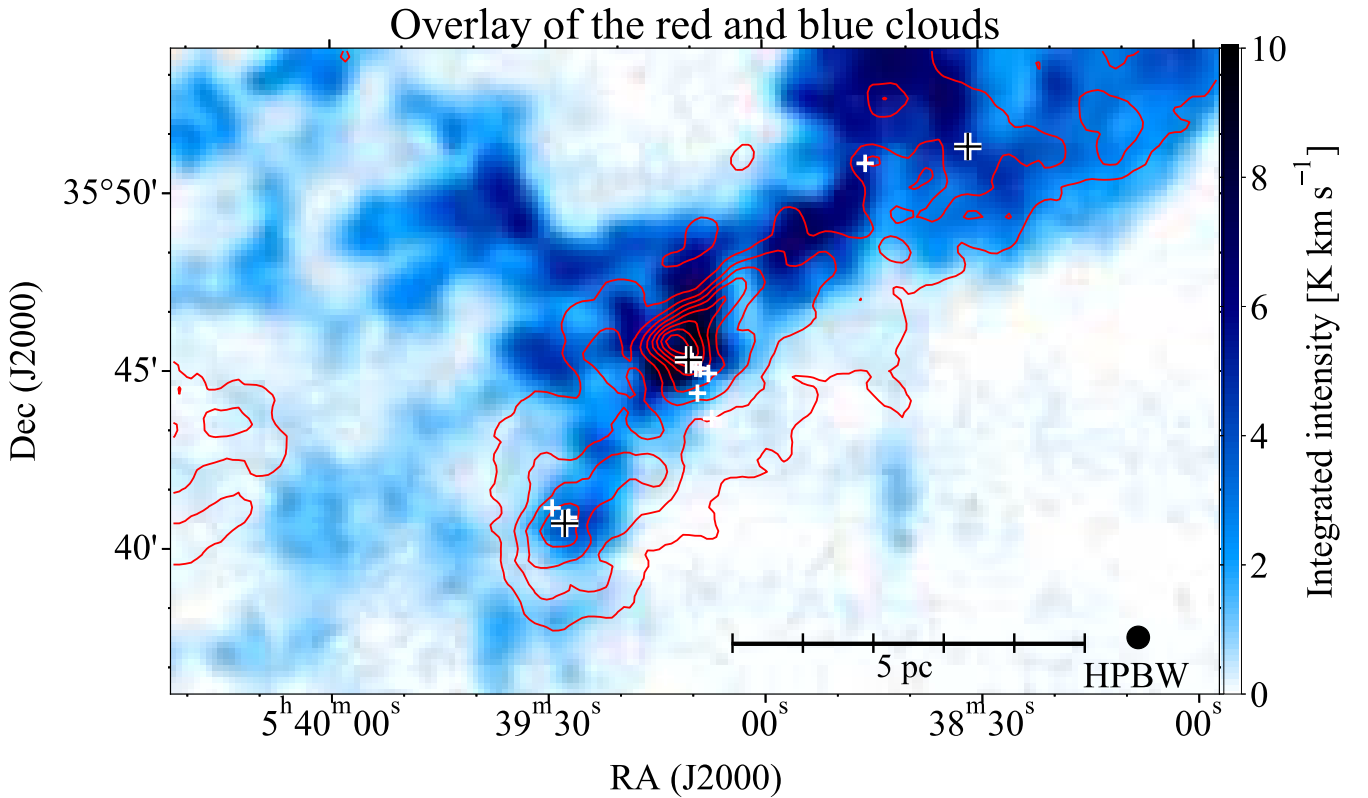 Overlay of the red and blue clouds
10
8
6
4
2
0
Integrated intensity [K km s⁻¹]
35°50'
45'
40'
Dec (J2000)
5 pc
HPBW
5ʰ40ᵐ00ˢ
39ᵐ30ˢ
00ˢ
38ᵐ30ˢ
00ˢ
RA (J2000)